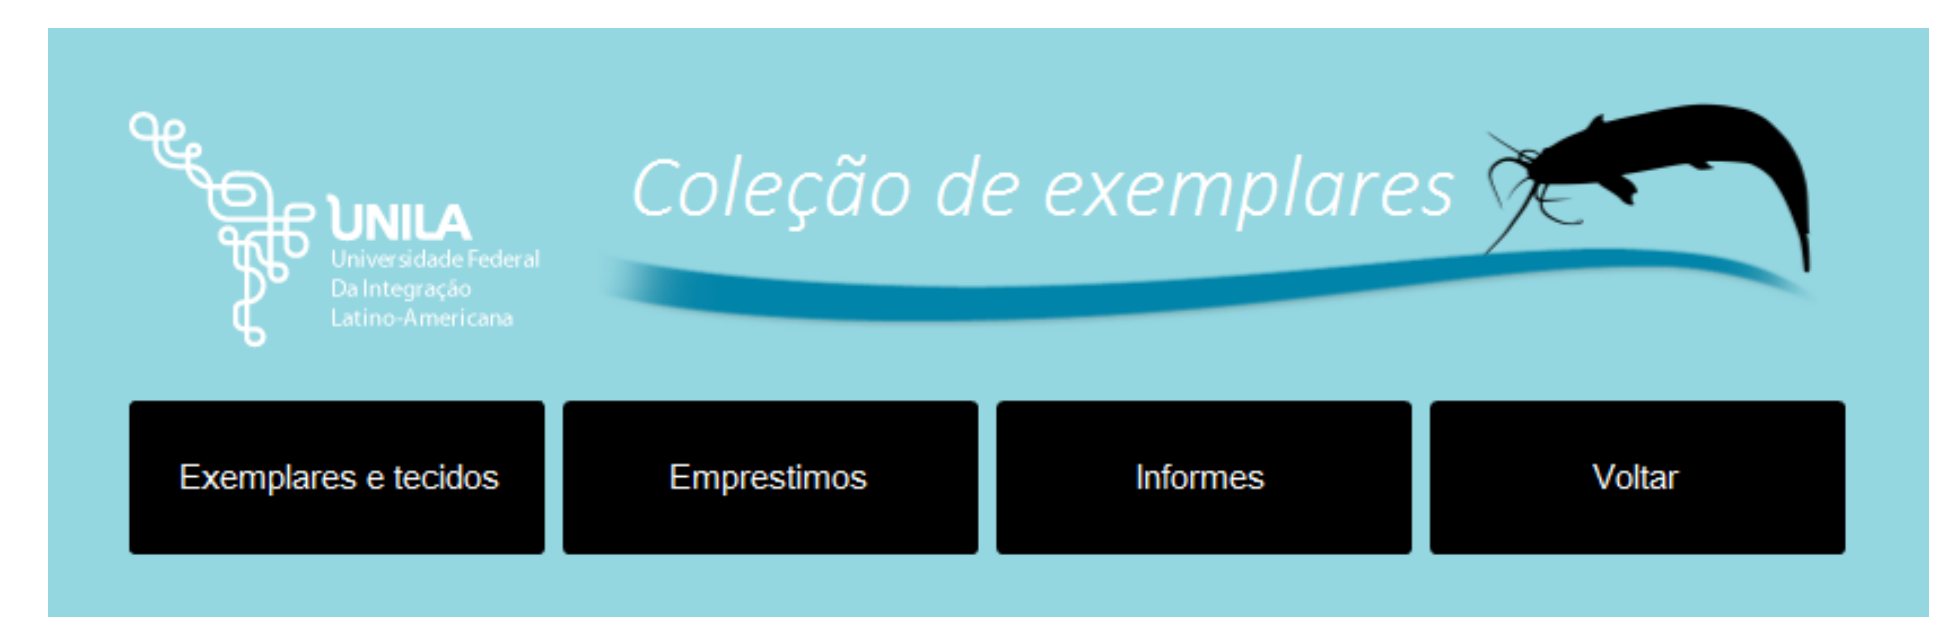 Coleção de exemplares
UNILA
Universidade Federal
Da Integração
Latino-Americana
Exemplares e tecidos
Emprestimos
Informes
Voltar